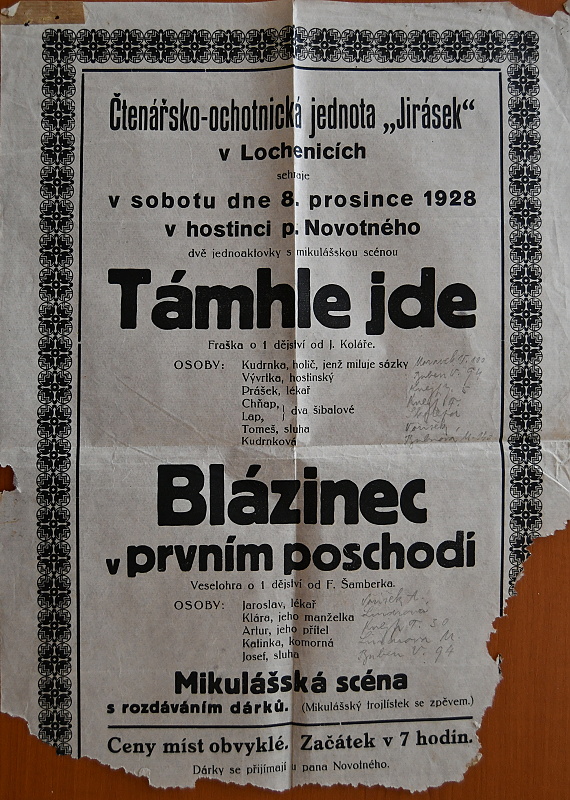 Čtenářsko-ochotnická jednota „Jirásek"
v Lochenicích
sehraje
v sobotu dne 8. prosince 1928
v hostinci p. Novotného
dvě jednoaktovky s mikulášskou scénou
Támhle jde
Fraška o 1 dějství od J. Koláře.
OSOBY: Kudrnka, holič, jenž miluje sázky
Vývrtka, hostinský
Prášek, lékař
Chňap,
Lap, } dva šibalové
Tomeš, sluha
Kudrnková
Blázinec
v prvním poschodí
Veselohra o 1 dějství od F. Šamberka.
OSOBY: Jaroslav, lékař
Klára, jeho manželka
Artur, jeho přítel
Kalinka, komorná
Josef, sluha
Mikulášská scéna
s rozdáváním dárků. (Mikulášský trojlístek se zpěvem.)
Ceny míst obvyklé. Začátek v 7 hodin.
Dárky se přijímají u pana Novotného.